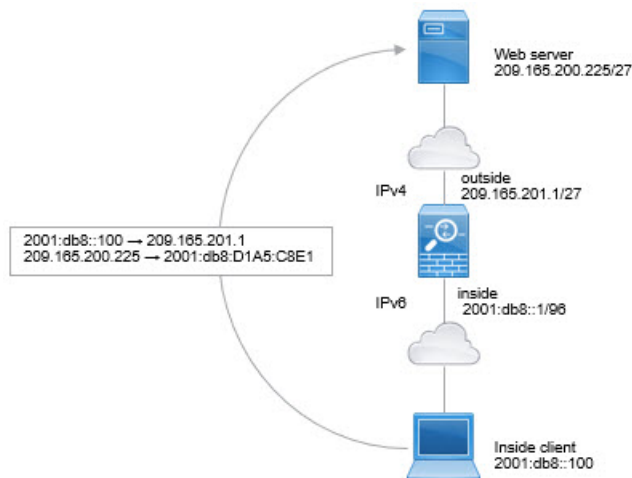 Web server
209.165.200.225/27
outside
209.165.201.1/27
IPv4
2001:db8::100 → 209.165.201.1
209.165.200.225 → 2001:db8:D1A5:C8E1
IPv6
inside
2001:db8::1/96
Inside client
2001:db8::100